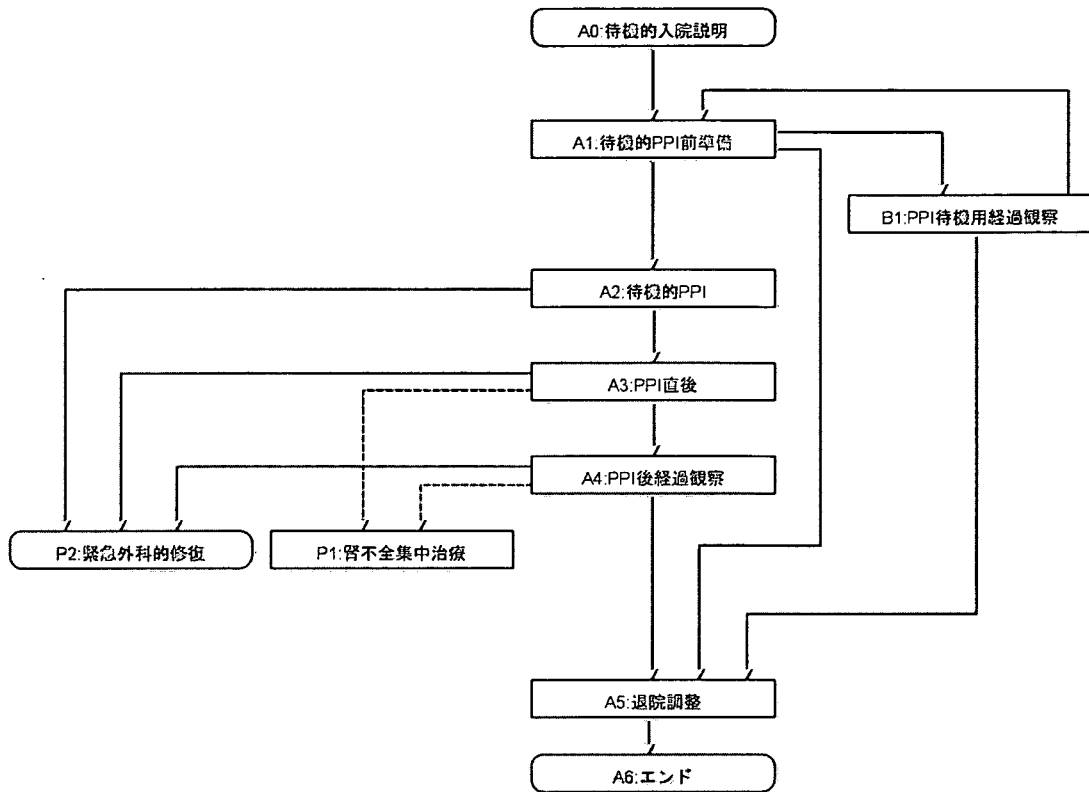 A0:待機的入院説明
A1:待機的PPI前準備
B1:PPI待機用経過観察
A2:待機的PPI
A3:PPI直後
A4:PPI後経過観察
P2:緊急外科的修復
P1:腎不全集中治療
A5:退院調整
A6:エンド